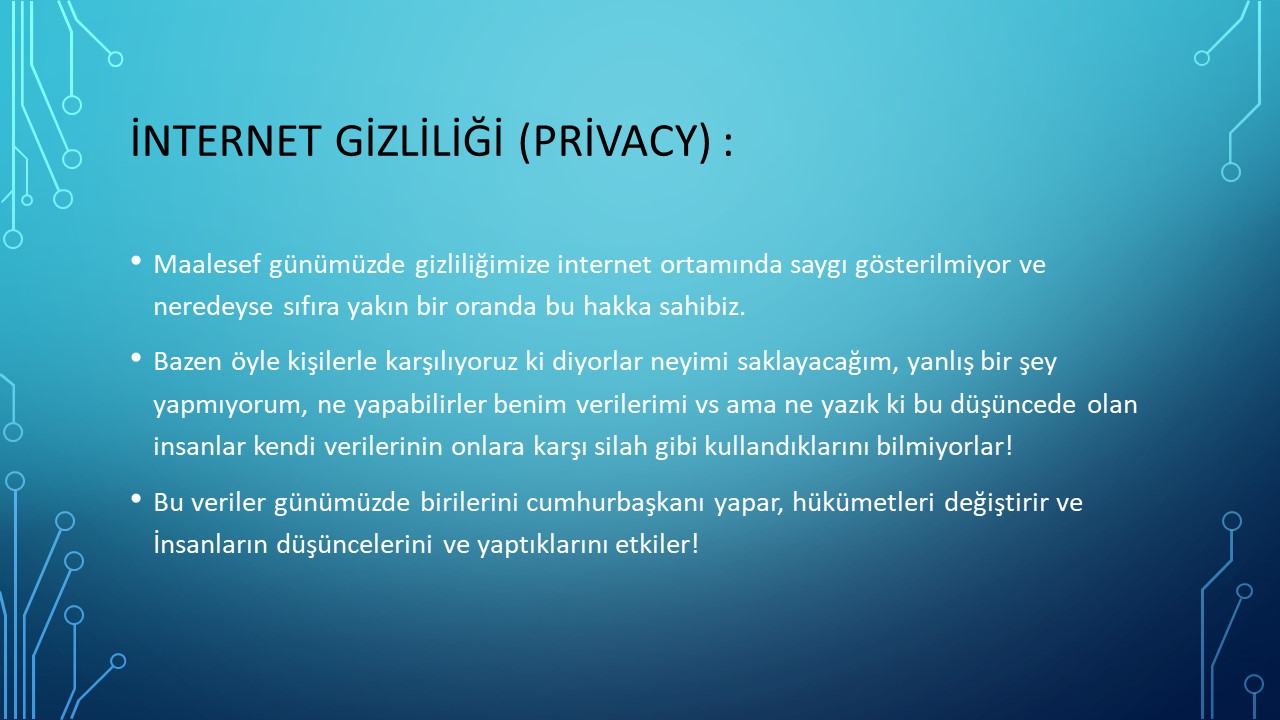 İNTERNET GİZLİLİĞİ (PRİVACY) :
• Maalesef günümüzde gizliliğimize internet ortamında saygı gösterilmiyor ve
neredeyse sıfıra yakın bir oranda bu hakka sahibiz.
• Bazen öyle kişilerle karşılıyoruz ki diyorlar neyimi saklayacağım, yanlış bir şey
yapmıyorum, ne yapabilirler benim verilerimi vs ama ne yazık ki bu düşüncede olan
insanlar kendi verilerinin onlara karşı silah gibi kullandıklarını bilmiyorlar!
• Bu veriler günümüzde birilerini cumhurbaşkanı yapar, hükümetleri değiştirir ve
İnsanların düşüncelerini ve yaptıklarını etkiler!